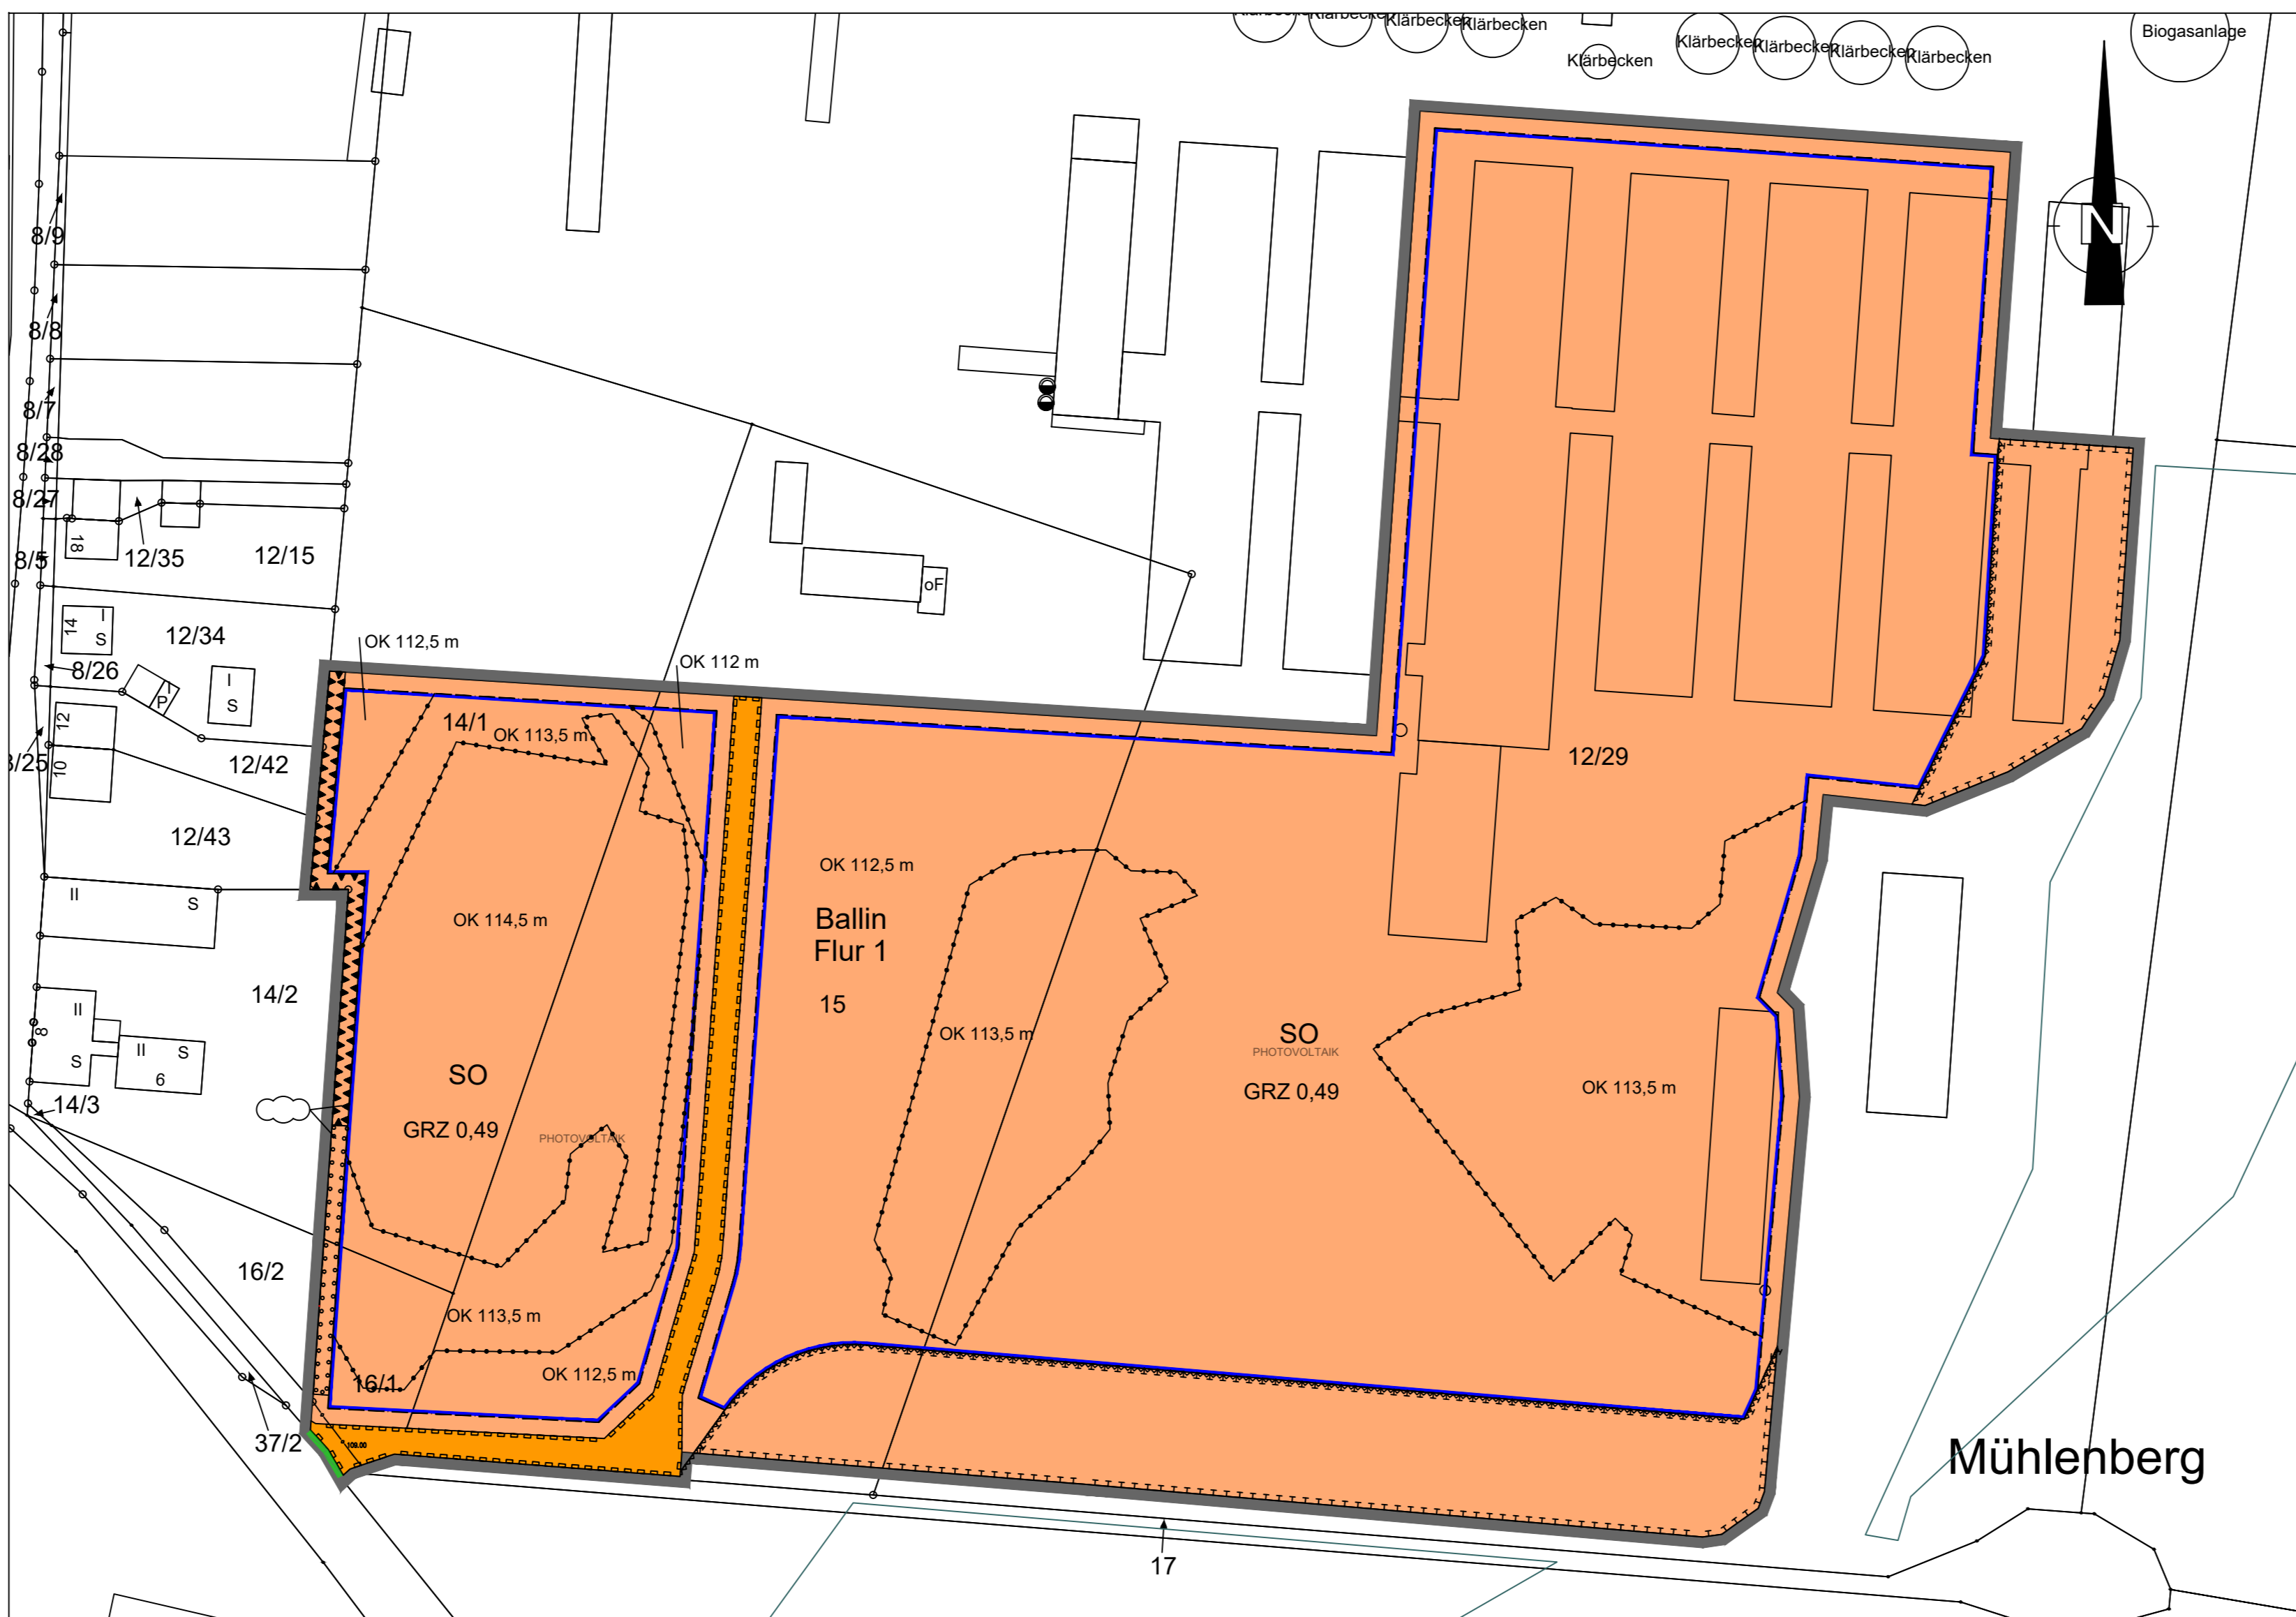 Klärbecken
Klärbecken
Klärbecken
Klärbecken
Klärbecken
Klärbecken
Klärbecken
Klärbecken
Klärbecken
Biogasanlage
N
8/9
8/8
8/7
8/28
8/27
18
8/5
12/35
12/15
oF
14
I
S
12/34
8/26
I
P
I
S
OK 112,5 m
OK 112 m
12
10
12/42
14/1
OK 113,5 m
12/29
12/43
OK 112,5 m
II
S
OK 114,5 m
Ballin
Flur 1
15
14/2
II
8
S
II
S
6
OK 113,5 m
SO
PHOTOVOLTAIK
GRZ 0,49
OK 113,5 m
SO
GRZ 0,49
PHOTOVOLTAIK
14/3
16/2
OK 113,5 m
OK 112,5 m
16/1
37/2
109.00
Mühlenberg
17